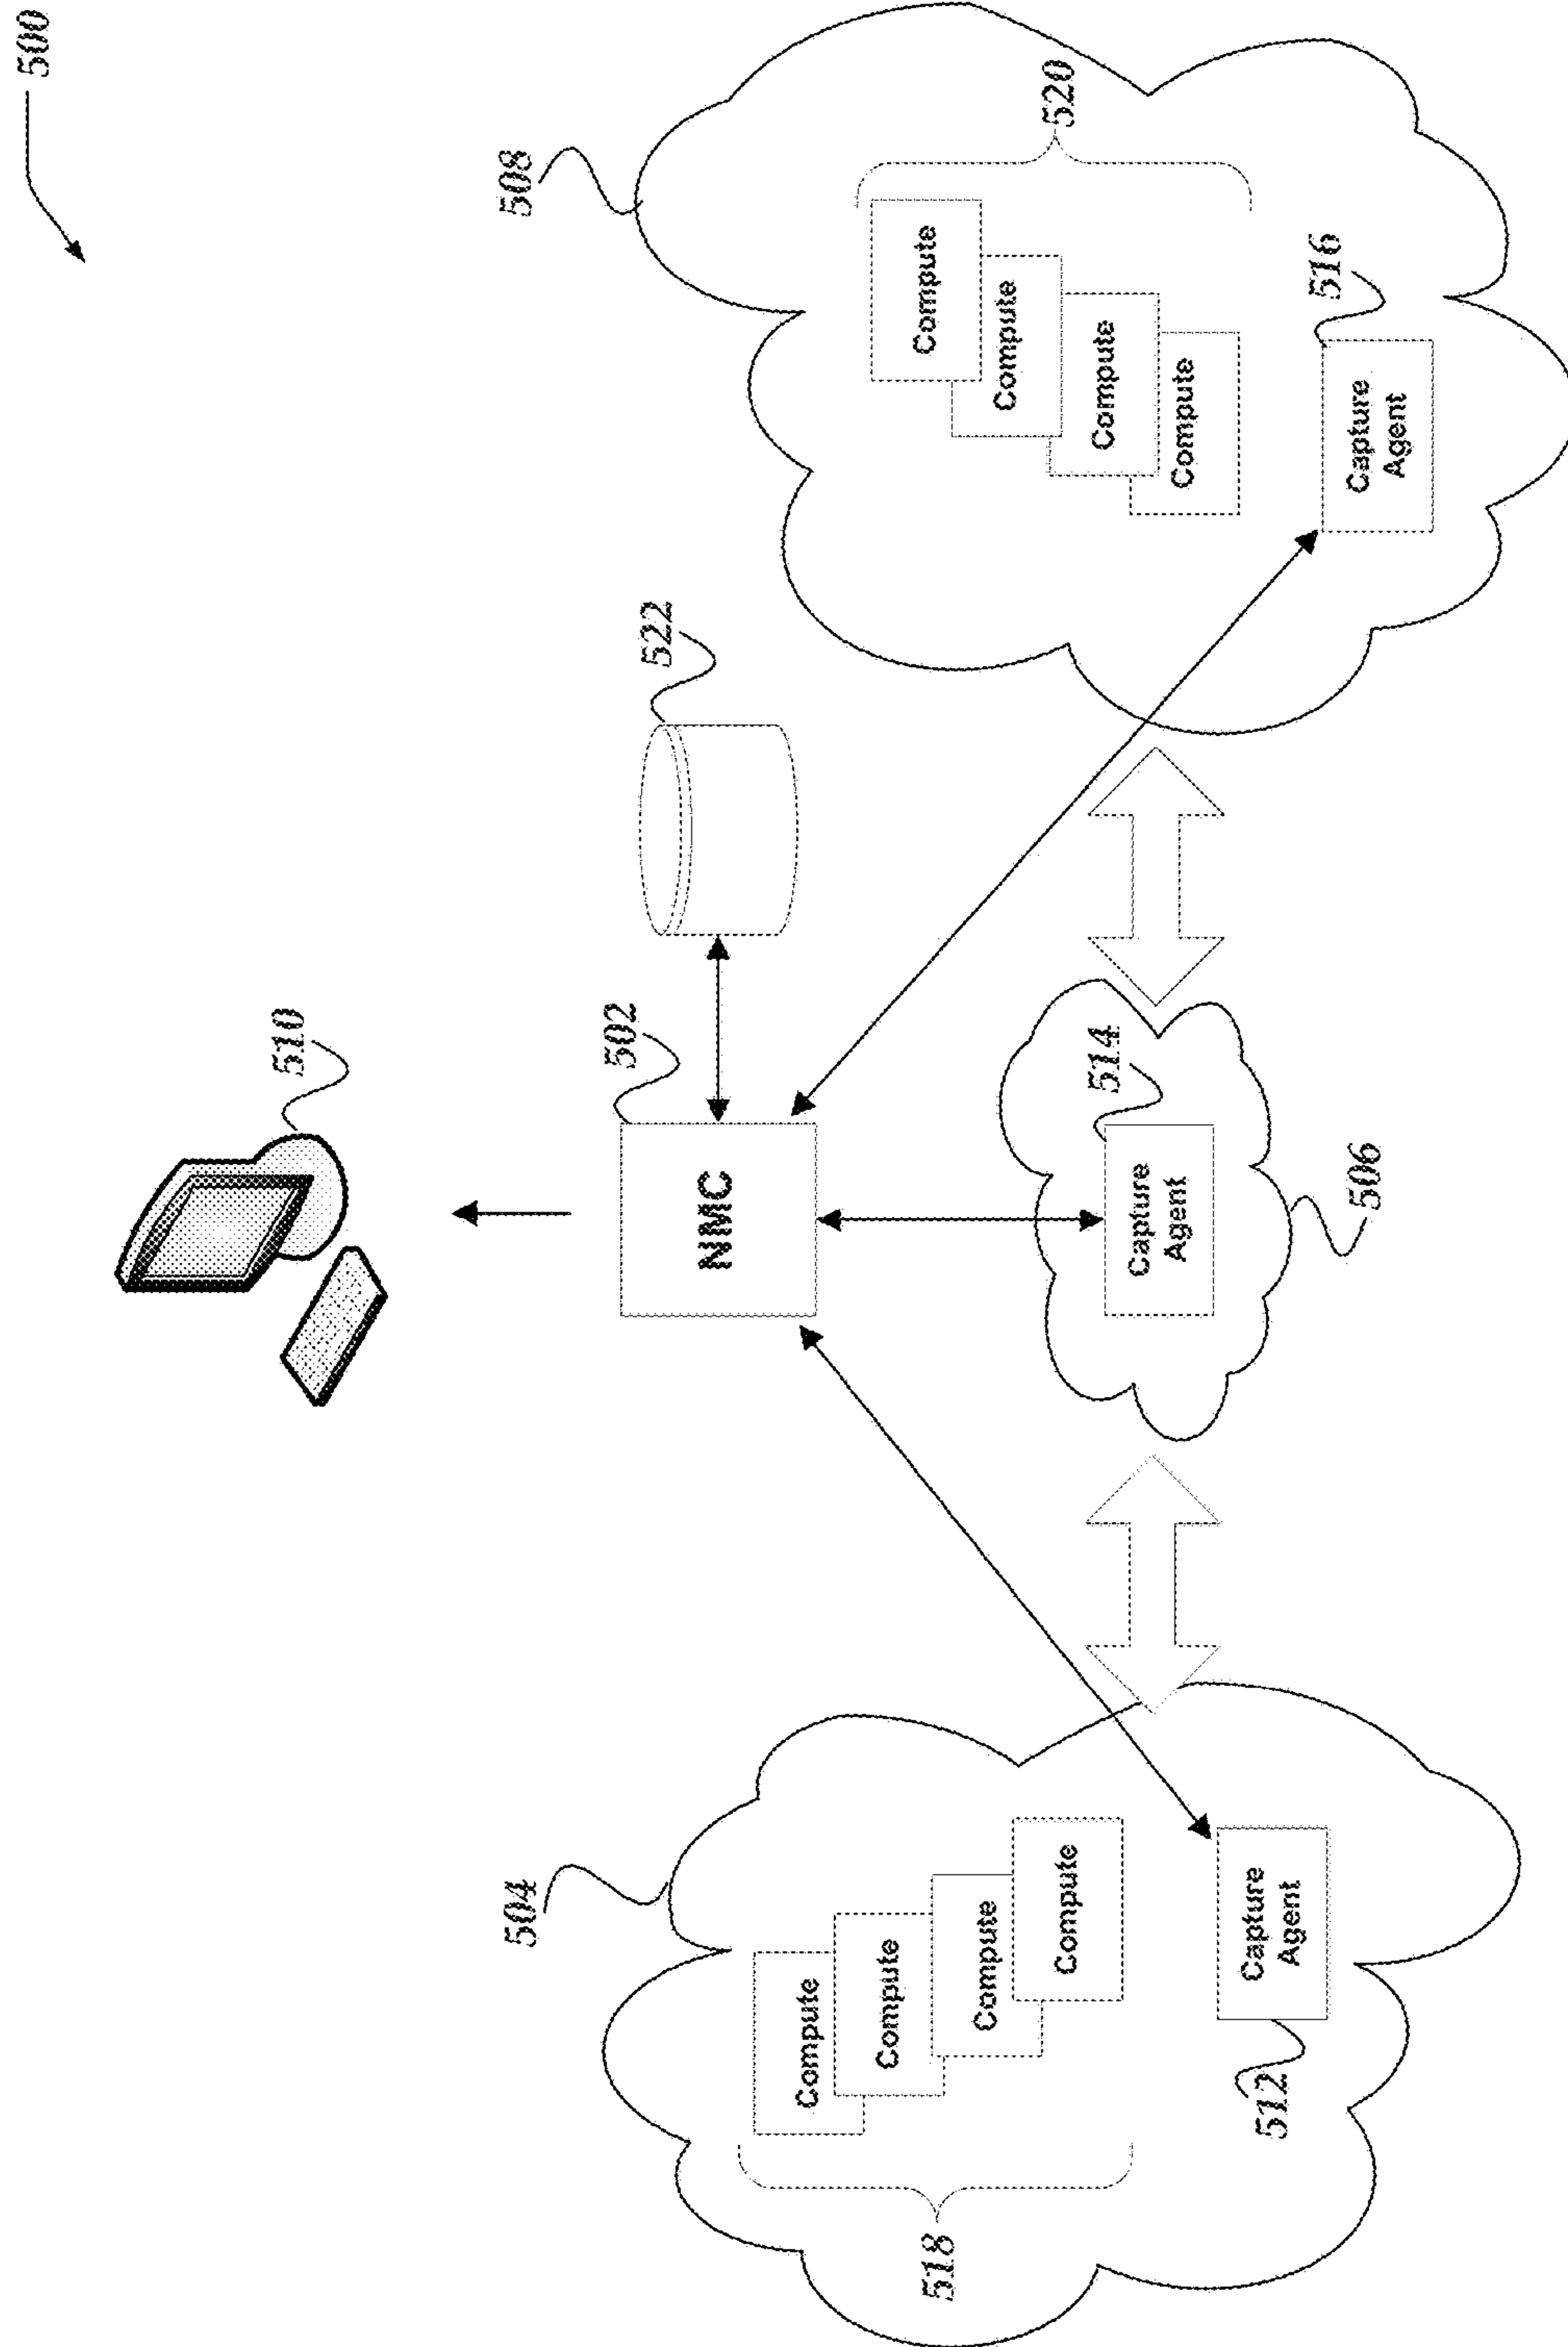 500
510
504
502
522
508
NMC
Compute
Compute
Compute
Compute
518
Compute
Compute
Compute
Compute
520
514
Capture
Agent
506
512
Capture
Agent
516
Capture
Agent